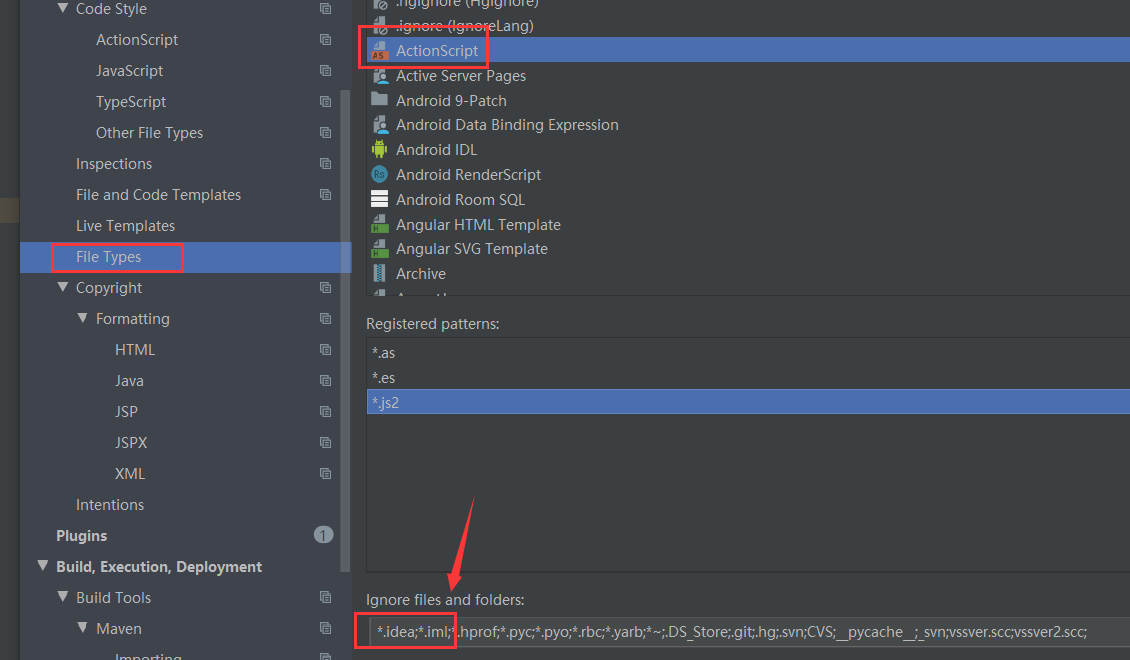 Code Style
ActionScript
JavaScript
TypeScript
Other File Types
Inspections
File and Code Templates
Live Templates
File Types
Copyright
Formatting
HTML
Java
JSP
JSPX
XML
Intentions
Plugins
1
Build, Execution, Deployment
Build Tools
Maven
Importing
.hgignore (HgIgnore)
.ignore (IgnoreLang)
AS
ActionScript
Active Server Pages
Android 9-Patch
Android Data Binding Expression
Android IDL
Rs
Android RenderScript
Android Room SQL
H
Angular HTML Template
H
Angular SVG Template
Archive
Registered patterns:
*.as
*.es
*.js2
Ignore files and folders:
*.idea;*.iml;*.hprof;*.pyc;*.pyo;*.rbc;*.yarb;*~;.DS_Store;.git;.hg;.svn;CVS;__pycache__;_svn;vssver.scc;vssver2.scc;